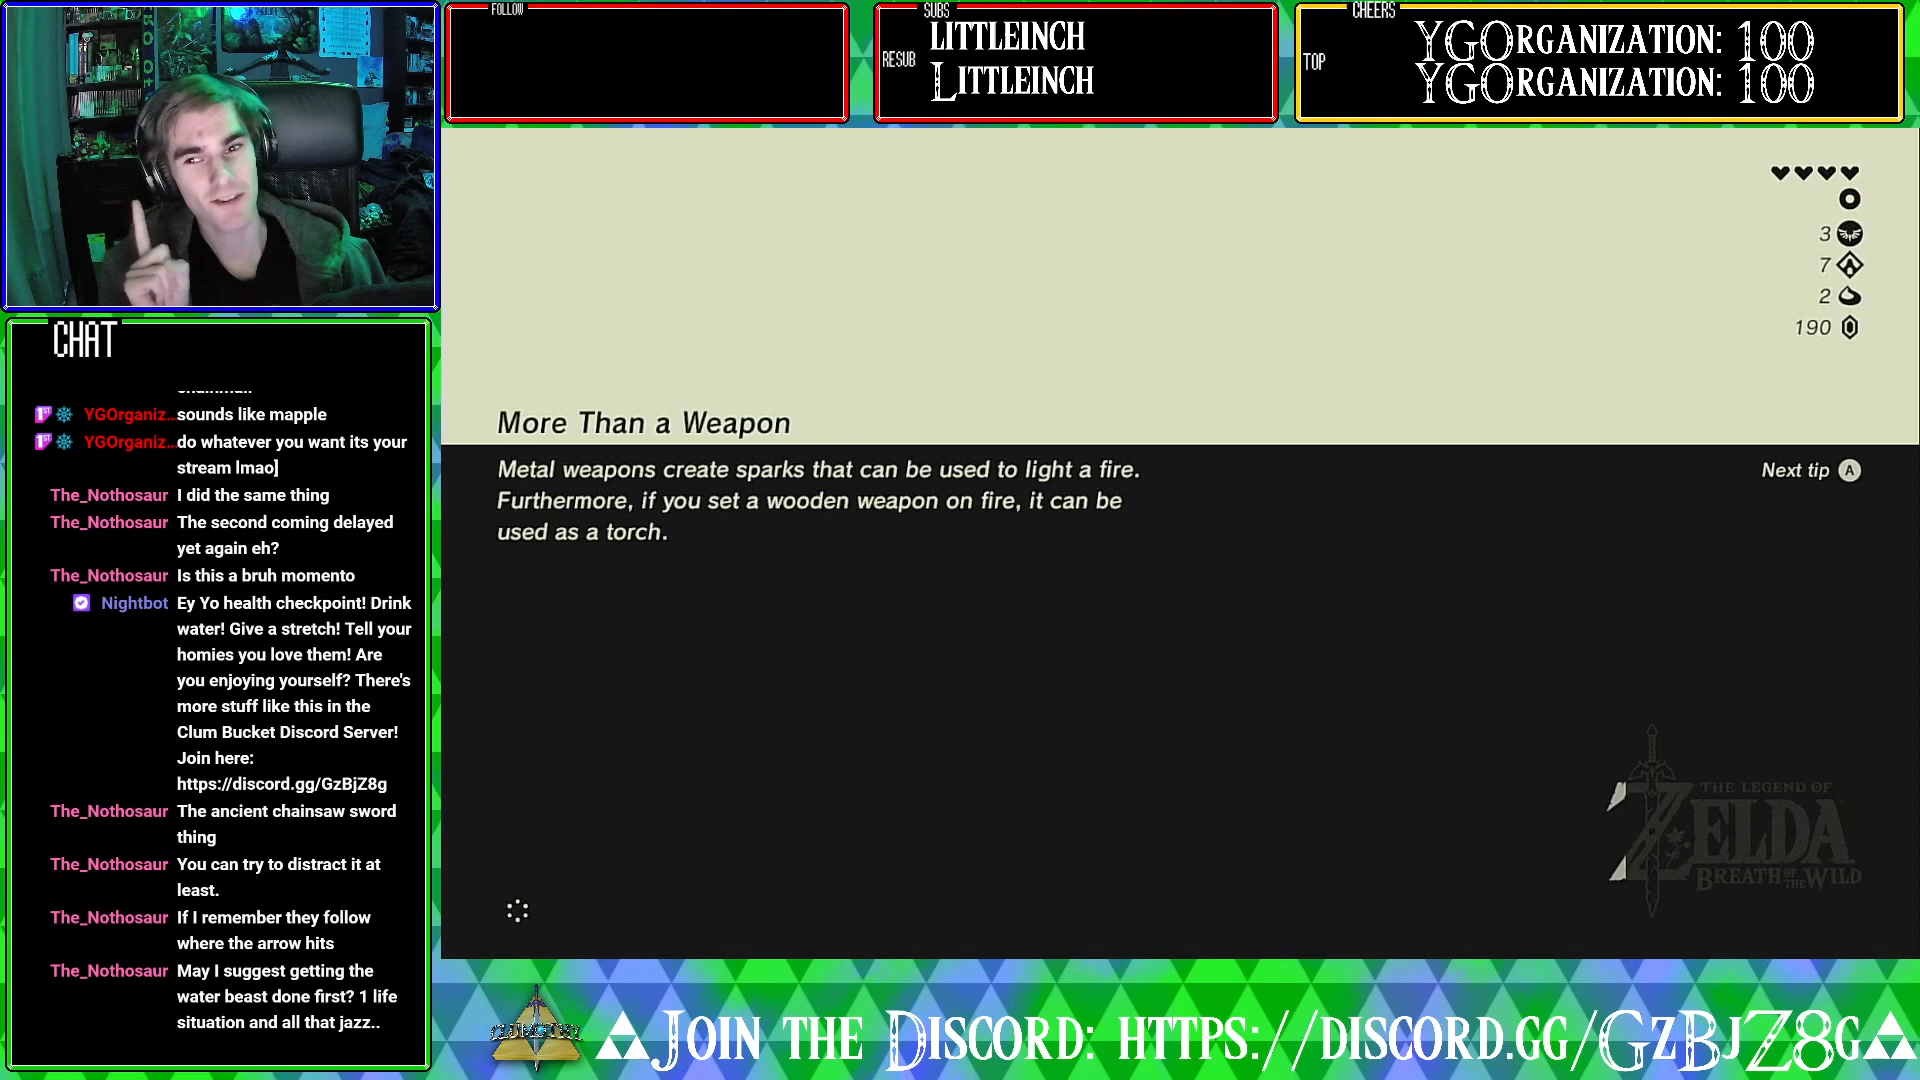 FOLLOW
SUBS
RESUB
LITTLEINCH
LITTLEINCH
CHEERS
TOP
YGORGANIZATION: 100
YGORGANIZATION: 100
3
7
2
190
CHAT
YGOrganiz... sounds like mapple
YGOrganiz... do whatever you want its your
stream lmao]
The_Nothosaur I did the same thing
The_Nothosaur The second coming delayed
yet again eh?
The_Nothosaur Is this a bruh momento
Nightbot Ey Yo health checkpoint! Drink
water! Give a stretch! Tell your
homies you love them! Are
you enjoying yourself? There's
more stuff like this in the
Clum Bucket Discord Server!
Join here:
https://discord.gg/GzBjZ8g
The_Nothosaur The ancient chainsaw sword
thing
The_Nothosaur You can try to distract it at
least.
The_Nothosaur If I remember they follow
where the arrow hits
The_Nothosaur May I suggest getting the
water beast done first? 1 life
situation and all that jazz..
More Than a Weapon
Metal weapons create sparks that can be used to light a fire.
Furthermore, if you set a wooden weapon on fire, it can be
used as a torch.
Next tip A
THE LEGEND OF
ZELDA
BREATH OF THE WILD
JOIN THE DISCORD: HTTPS://DISCORD.GG/GZBJZ8G